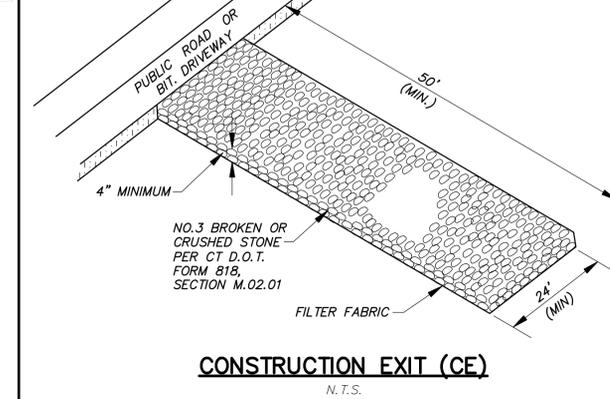 PUBLIC ROAD OR
BIT. DRIVEWAY
50'
(MIN.)
4" MINIMUM
NO.3 BROKEN OR
CRUSHED STONE
PER CT D.O.T.
FORM 818,
SECTION M.02.01
FILTER FABRIC
24'
(MIN)
CONSTRUCTION EXIT (CE)
N.T.S.